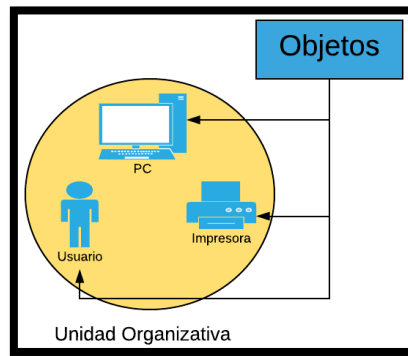 Objetos
PC
Impresora
Usuario
Unidad Organizativa